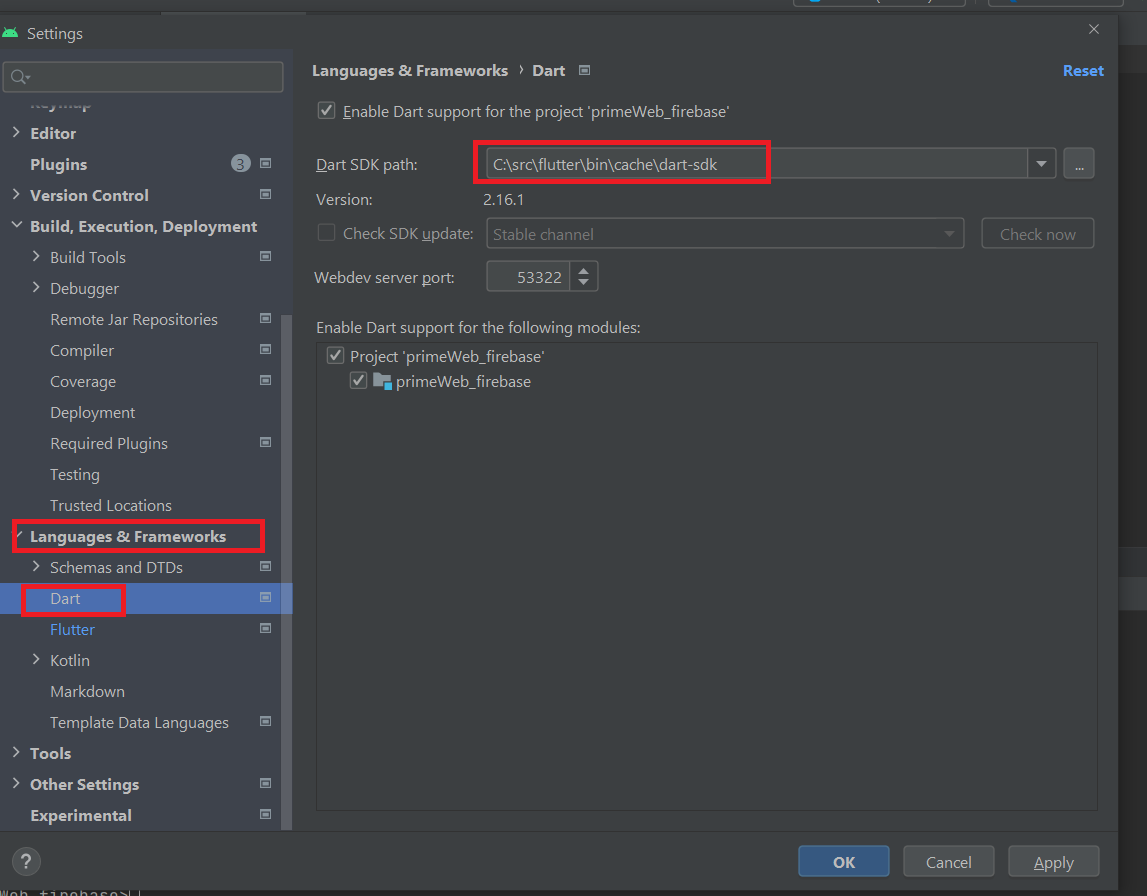 Settings
Languages & Frameworks › Dart
Reset
Keymap
Editor
Plugins 3
Version Control
Build, Execution, Deployment
Build Tools
Debugger
Remote Jar Repositories
Compiler
Coverage
Deployment
Required Plugins
Testing
Trusted Locations
Languages & Frameworks
Schemas and DTDs
Dart
Flutter
Kotlin
Markdown
Template Data Languages
Tools
Other Settings
Experimental
Enable Dart support for the project 'primeWeb_firebase'
Dart SDK path: C:\src\flutter\bin\cache\dart-sdk ...
Version: 2.16.1
Check SDK update: Stable channel Check now
Webdev server port: 53322
Enable Dart support for the following modules:
Project 'primeWeb_firebase'
primeWeb_firebase
?
OK Cancel Apply